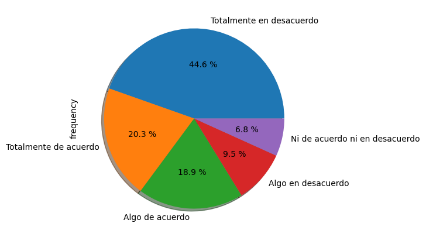 Totalmente en desacuerdo
44.6 %
frequency
6.8 %
20.3 %
Ni de acuerdo ni en desacuerdo
Totalmente de acuerdo
9.5 %
18.9 %
Algo en desacuerdo
Algo de acuerdo